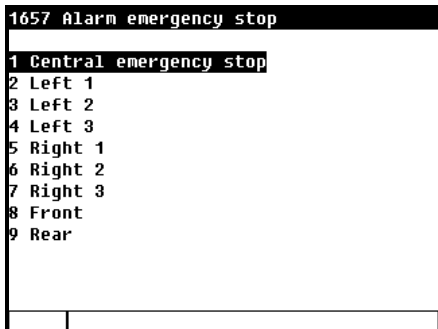 1657 Alarm emergency stop
1 Central emergency stop
2 Left 1
3 Left 2
4 Left 3
5 Right 1
6 Right 2
7 Right 3
8 Front
9 Rear